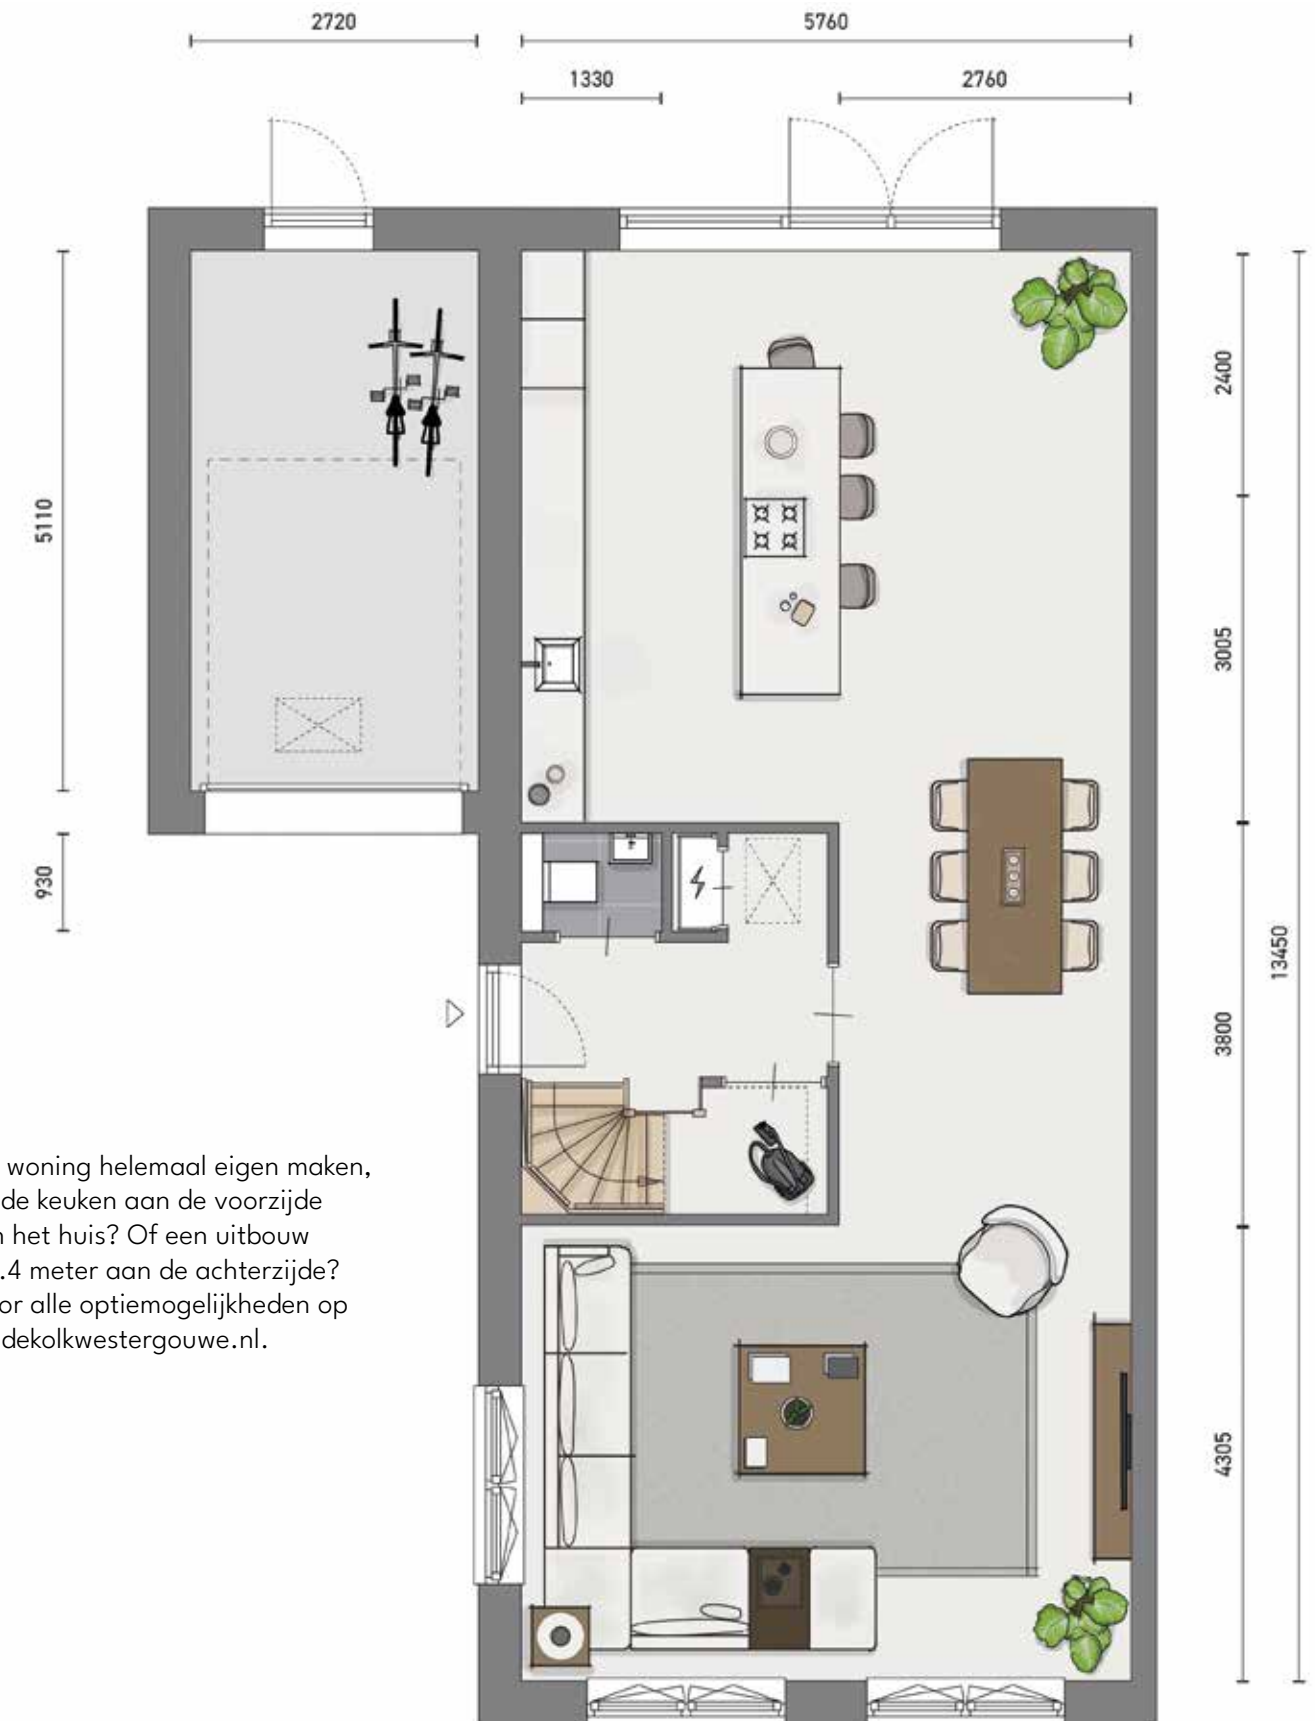 2720
5760
1330
2760
5110
930
2400
3005
3800
4305
13450
woning helemaal eigen maken,
de keuken aan de voorzijde
het huis? Of een uitbouw
.4 meter aan de achterzijde?
alle optiemogelijkheden op
dekolkwestergouwe.nl.